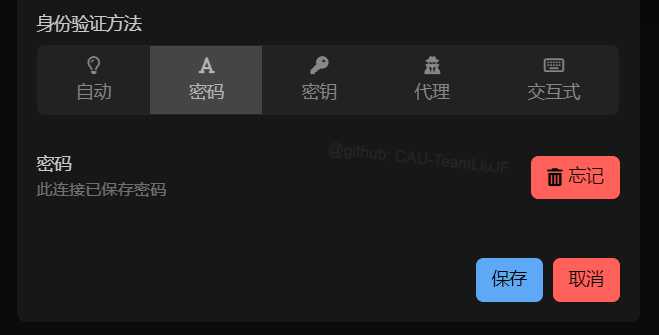 身份验证方法
自动 密码 密钥 代理 交互式
密码
此连接已保存密码
@github: CAU-TeamLiuJF
忘记
保存 取消